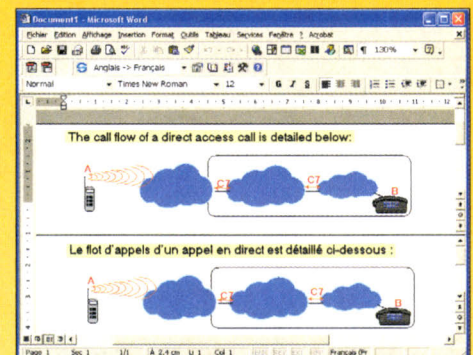 Document1 - Microsoft Word
Fichier Edition Affichage Insertion Format Outils Tableau Services Fenêtre ? Acrobat
130%
Anglais -> Français
Normal Times New Roman 12 G I S
The call flow of a direct access call is detailed below:
A C7 C7 B
Le flot d'appels d'un appel en direct est détaillé ci-dessous :
A C7 C7 B
Page 1 Sec 1 1/1 À 2,4 cm Li 1 Col 1 Français (Fr